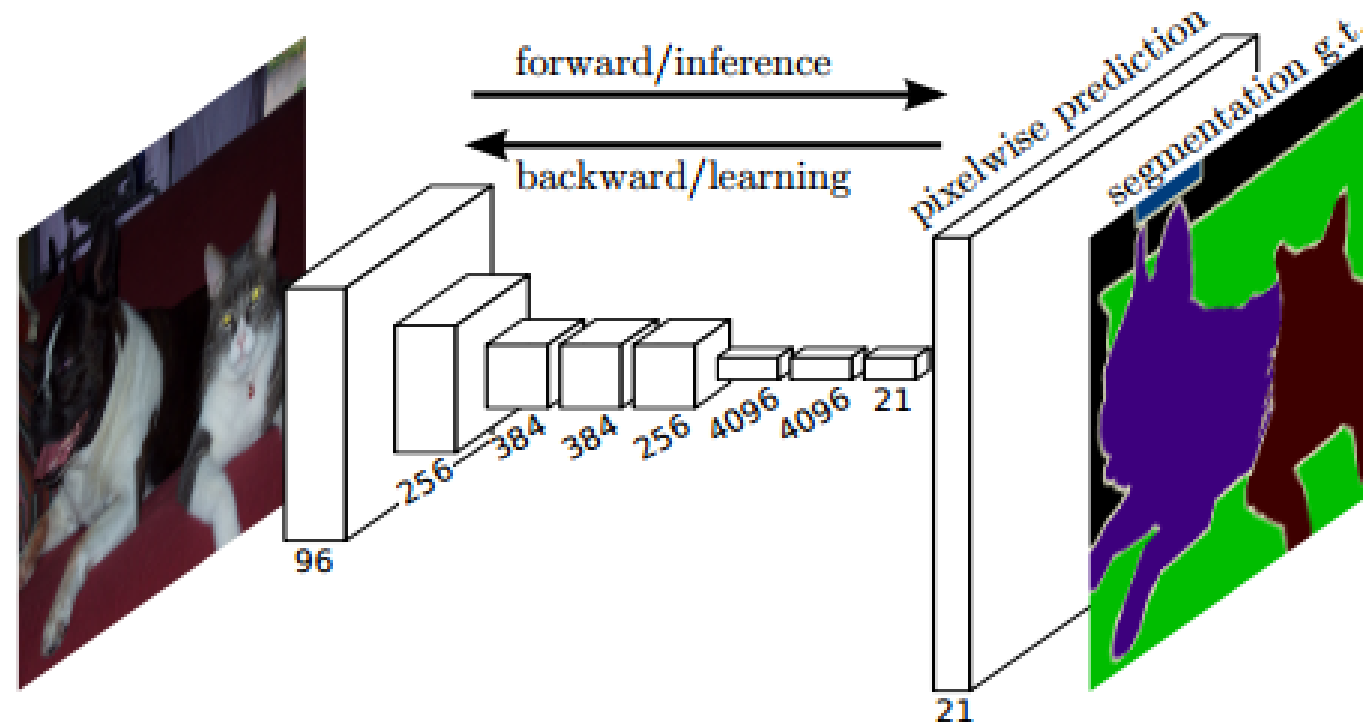 forward/inference
backward/learning
pixelwise prediction
segmentation g.t.
96
256
384
384
256
4096
4096
21
21